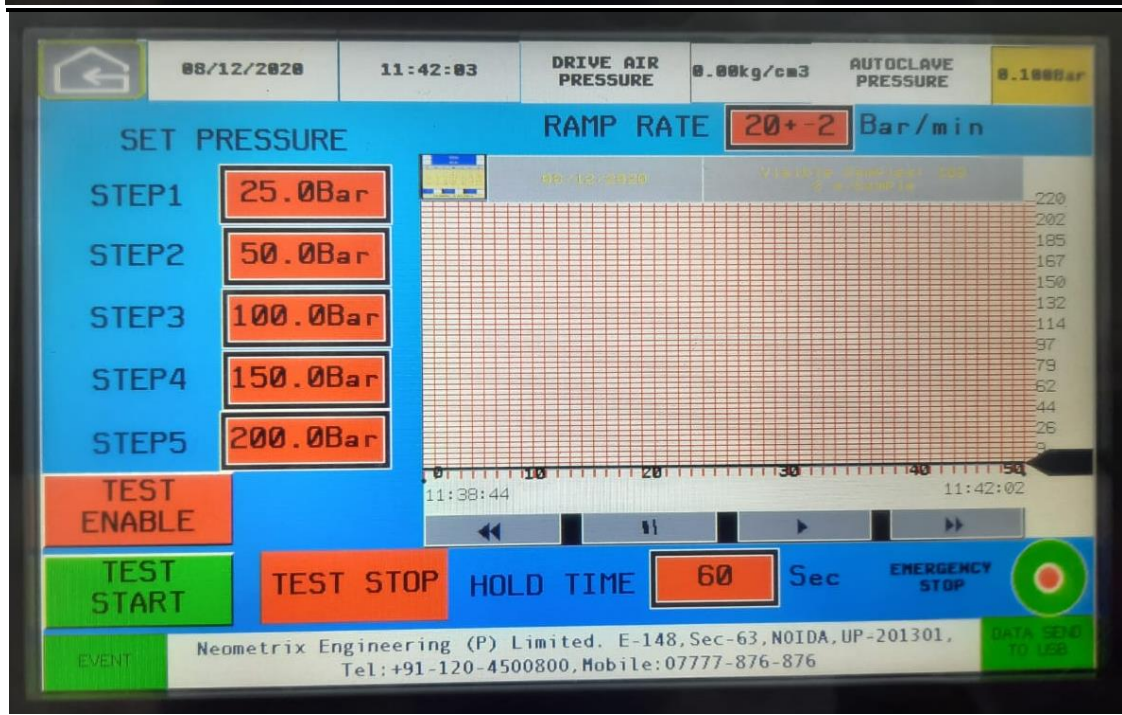 08/12/2020
11:42:03
DRIVE AIR
PRESSURE
0.00kg/cm3
AUTOCLAVE
PRESSURE
0.100Bar
SET PRESSURE
RAMP RATE 20+-2 Bar/min
STEP1 25.0Bar
STEP2 50.0Bar
STEP3 100.0Bar
STEP4 150.0Bar
STEP5 200.0Bar
08/12/2020
220
202
185
167
150
132
114
97
79
62
44
26
9
0 10 20 30 40 50
11:38:44 11:42:02
TEST
ENABLE
TEST
START
TEST STOP
HOLD TIME 60 Sec
EMERGENCY
STOP
EVENT
Neometrix Engineering (P) Limited. E-148,Sec-63,NOIDA,UP-201301,
Tel:+91-120-4500800,Mobile:07777-876-876
DATA SEND
TO USB